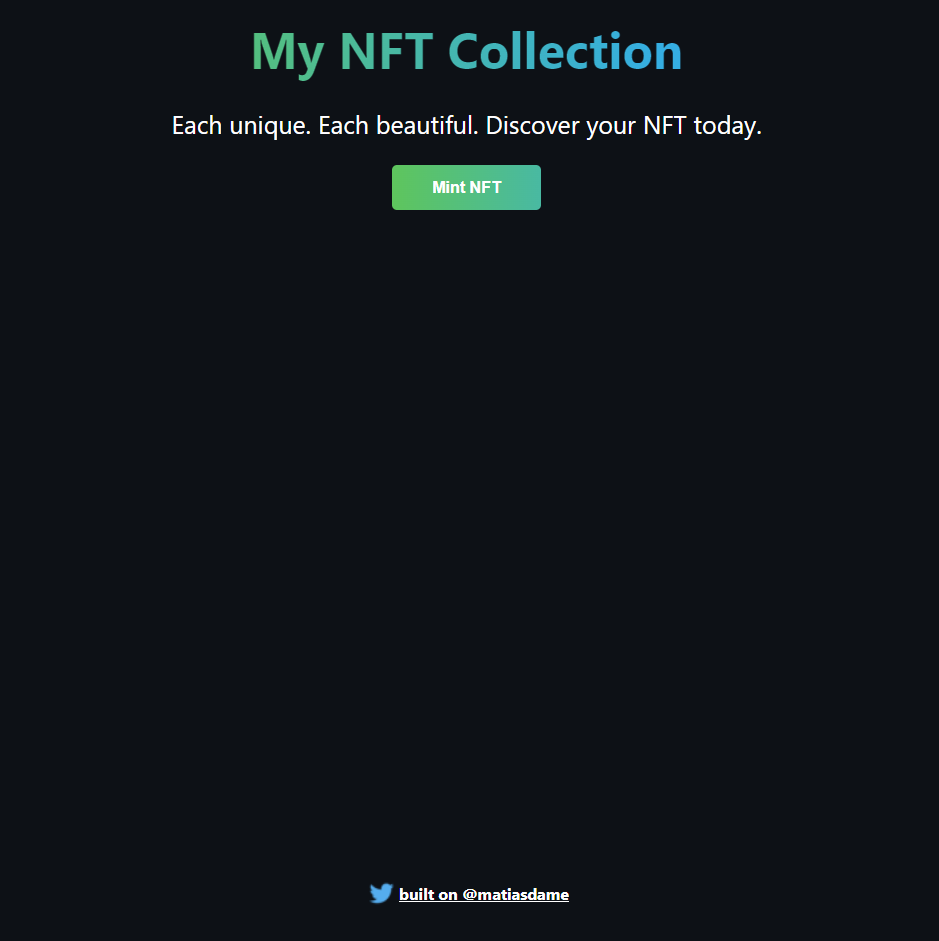 My NFT Collection
Each unique. Each beautiful. Discover your NFT today.
Mint NFT
built on @matiasdame